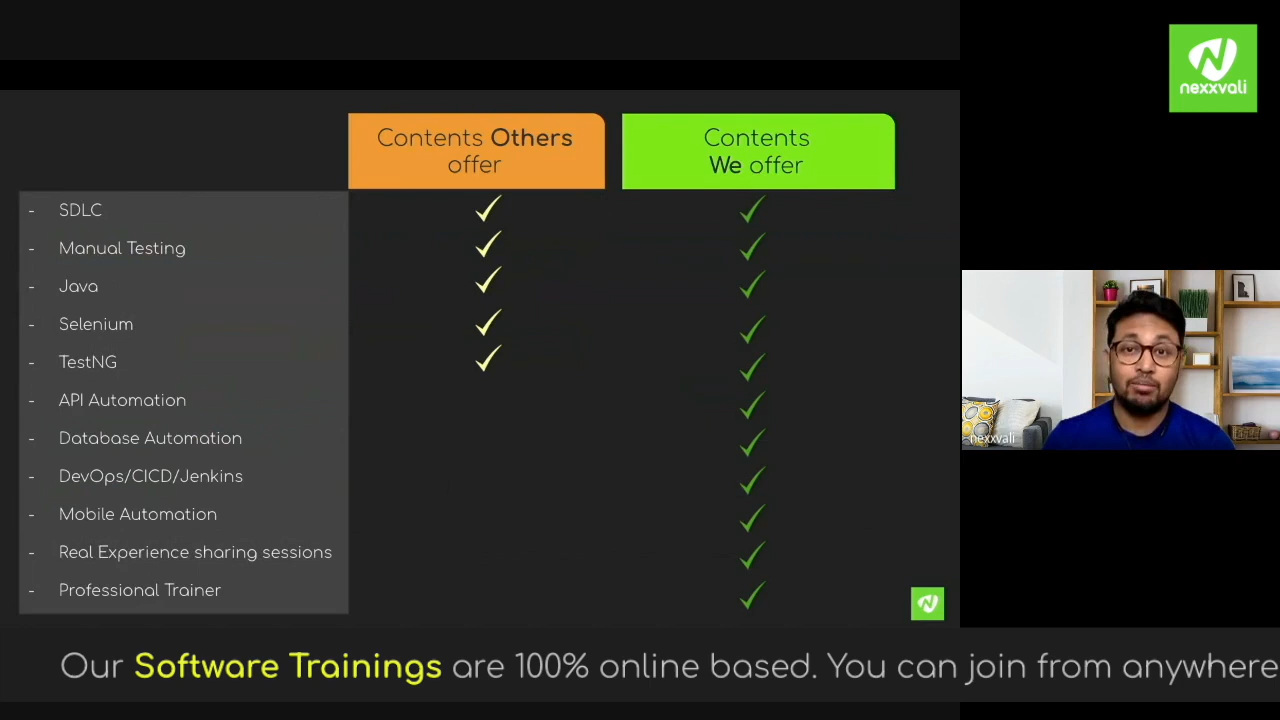 nexxvali
Contents Others
offer
Contents
We offer
- SDLC
- Manual Testing
- Java
- Selenium
- TestNG
- API Automation
- Database Automation
- DevOps/CICD/Jenkins
- Mobile Automation
- Real Experience sharing sessions
- Professional Trainer
nexxvali
Our Software Trainings are 100% online based. You can join from anywhere